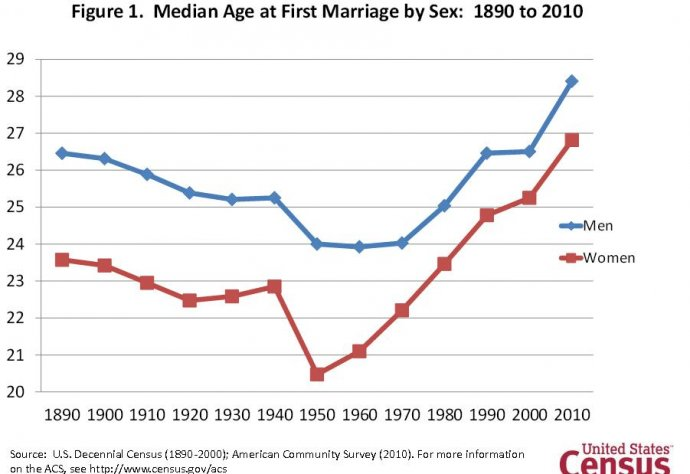 Figure 1.  Median Age at First Marriage by Sex:  1890 to 2010
29
28
27
26
25
24
23
22
21
20
Men
Women
1890 1900 1910 1920 1930 1940 1950 1960 1970 1980 1990 2000 2010
Source:  U.S. Decennial Census (1890-2000); American Community Survey (2010). For more information
on the ACS, see http://www.census.gov/acs
United States
Census